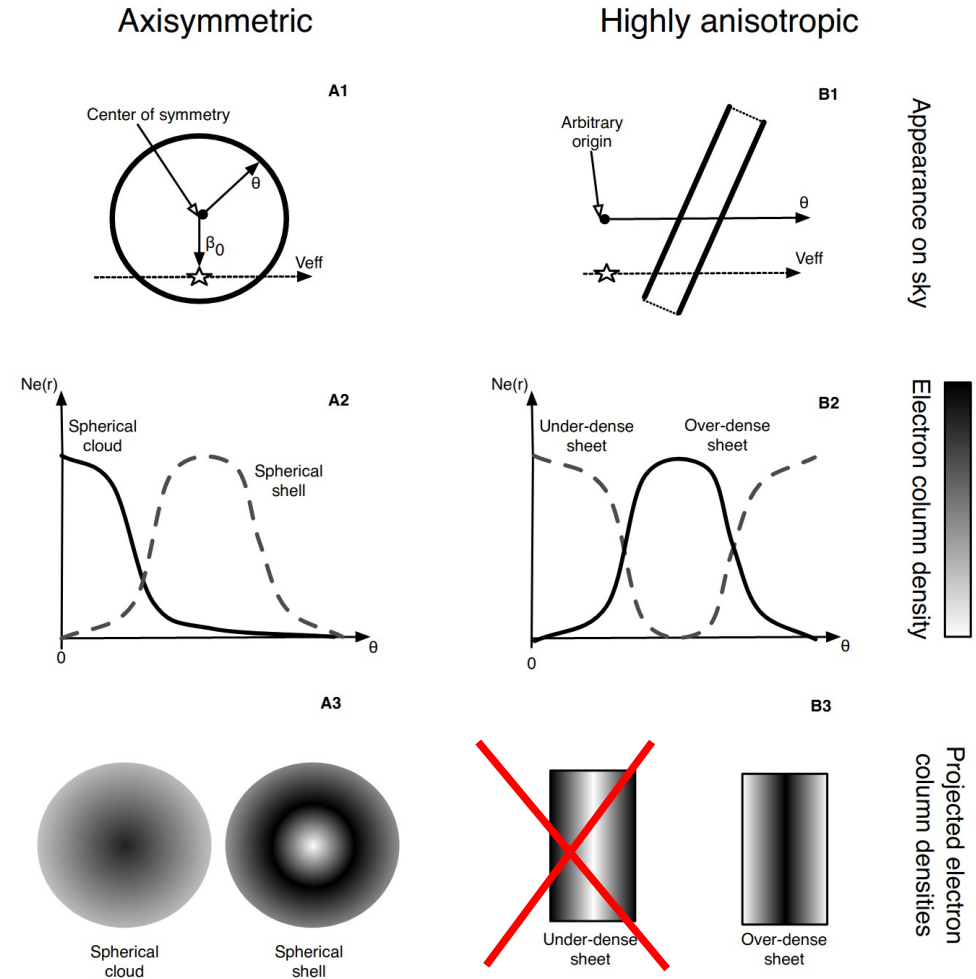 Axisymmetric
Highly anisotropic
A1
Center of symmetry
θ
β0
Veff
B1
Arbitrary
origin
θ
Veff
Appearance on sky
Ne(r)
A2
Spherical
cloud
Spherical
shell
0
θ
Ne(r)
B2
Under-dense
sheet
Over-dense
sheet
0
θ
Electron column density
A3
Spherical
cloud
Spherical
shell
B3
Under-dense
sheet
Over-dense
sheet
Projected electron
column densities